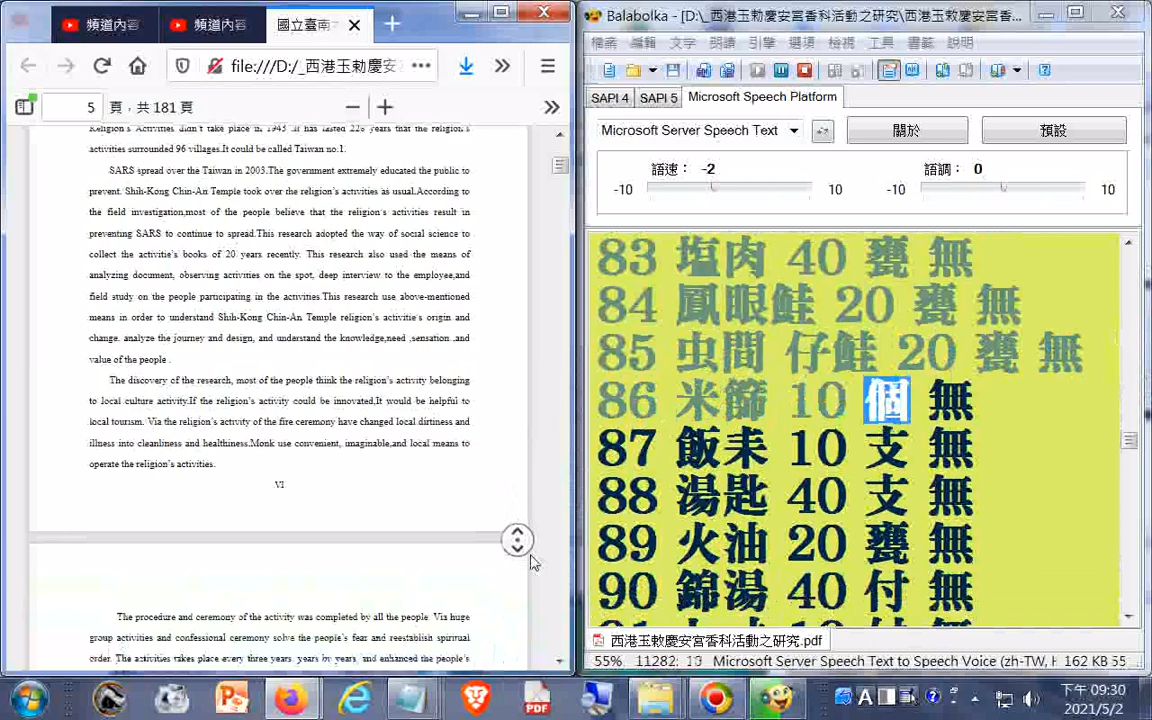 頻道內容
頻道內容
國立臺南
file:///D:/_西港玉勅慶安
5 頁，共 181 頁
Religion's Activities didn't take place in 1943 .It has lasted 228 years that the religion's
activities surrounded 96 villages.It could be called Taiwan no.1.
SARS spread over the Taiwan in 2003.The government extremely educated the public to
prevent. Shih-Kong Chin-An Temple took over the religion's activities as usual.According to
the field investigation,most of the people believe that the religion's activities result in
preventing SARS to continue to spread.This research adopted the way of social science to
collect the activitie's books of 20 years recently. This research also used the means of
analyzing document, observing activities on the spot, deep interview to the employee,and
field study on the people participating in the activities.This research use above-mentioned
means in order to understand Shih-Kong Chin-An Temple religion's activitie's origin and
change. analyze the journey and design, and understand the knowledge,need ,sensation ,and
value of the people .
The discovery of the research, most of the people think the religion's activity belonging
to local culture activity.If the religion's activity could be innovated,It would be helpful to
local tourism. Via the religion's activity of the fire ceremony have changed local dirtiness and
illness into cleanliness and healthiness.Monk use convenient, imaginable,and local means to
operate the religion's activities.
VI
The procedure and ceremony of the activity was completed by all the people. Vix huge
group activities and confessional ceremony solve the people's fear and reestablish spiritual
order. The activities takes place every three years. years by years, and enhanced the people's
Balabolka - [D:\_西港玉敕慶安宮香科活動之研究\西港玉敕慶安宮香...
檔案 編輯 文字 朗讀 引擎 選項 檢視 工具 書籤 說明
SAPI 4 SAPI 5 Microsoft Speech Platform
Microsoft Server Speech Text 關於 預設
語速： -2 語調： 0
-10 10 -10 10
83 塩肉 40 甕 無
84 鳳眼鮭 20 甕 無
85 虫間 仔鮭 20 甕 無
86 米篩 10 個 無
87 飯耒 10 支 無
88 湯匙 40 支 無
89 火油 20 甕 無
90 錦湯 40 付 無
西港玉敕慶安宮香科活動之研究.pdf
55% 11282: 13 Microsoft Server Speech Text to Speech Voice (zh-TW, H 162 KB 55
PDF
下午 09:30
2021/5/2